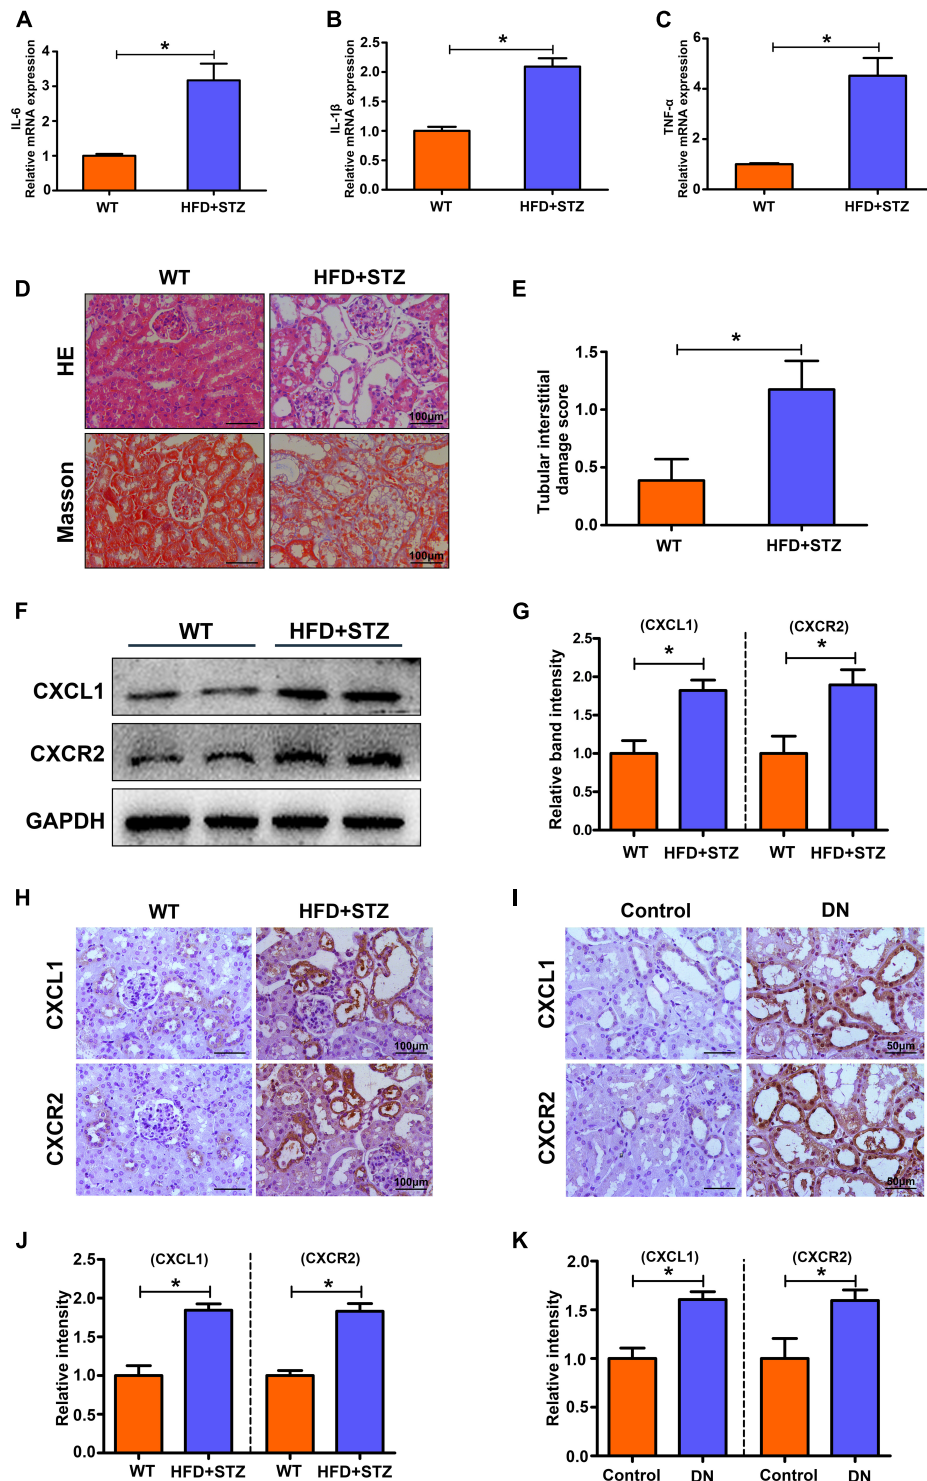 A
IL-6
Relative mRNA expression
4
3
2
1
0
*
WT
HFD+STZ
B
IL-1β
Relative mRNA expression
2.5
2.0
1.5
1.0
0.5
0.0
*
WT
HFD+STZ
C
TNF-α
Relative mRNA expression
6
4
2
0
*
WT
HFD+STZ
D
WT
HFD+STZ
HE
100μm
Masson
100μm
E
Tubular interstitial
damage score
1.5
1.0
0.5
0.0
*
WT
HFD+STZ
F
WT
HFD+STZ
CXCL1
CXCR2
GAPDH
G
(CXCL1)
(CXCR2)
Relative band intensity
2.5
2.0
1.5
1.0
0.5
0.0
*
*
WT
HFD+STZ
WT
HFD+STZ
H
WT
HFD+STZ
CXCL1
100μm
CXCR2
100μm
I
Control
DN
CXCL1
50μm
CXCR2
50μm
J
(CXCL1)
(CXCR2)
Relative intensity
2.5
2.0
1.5
1.0
0.5
0.0
*
*
WT
HFD+STZ
WT
HFD+STZ
K
(CXCL1)
(CXCR2)
Relative intensity
2.0
1.5
1.0
0.5
0.0
*
*
Control
DN
Control
DN